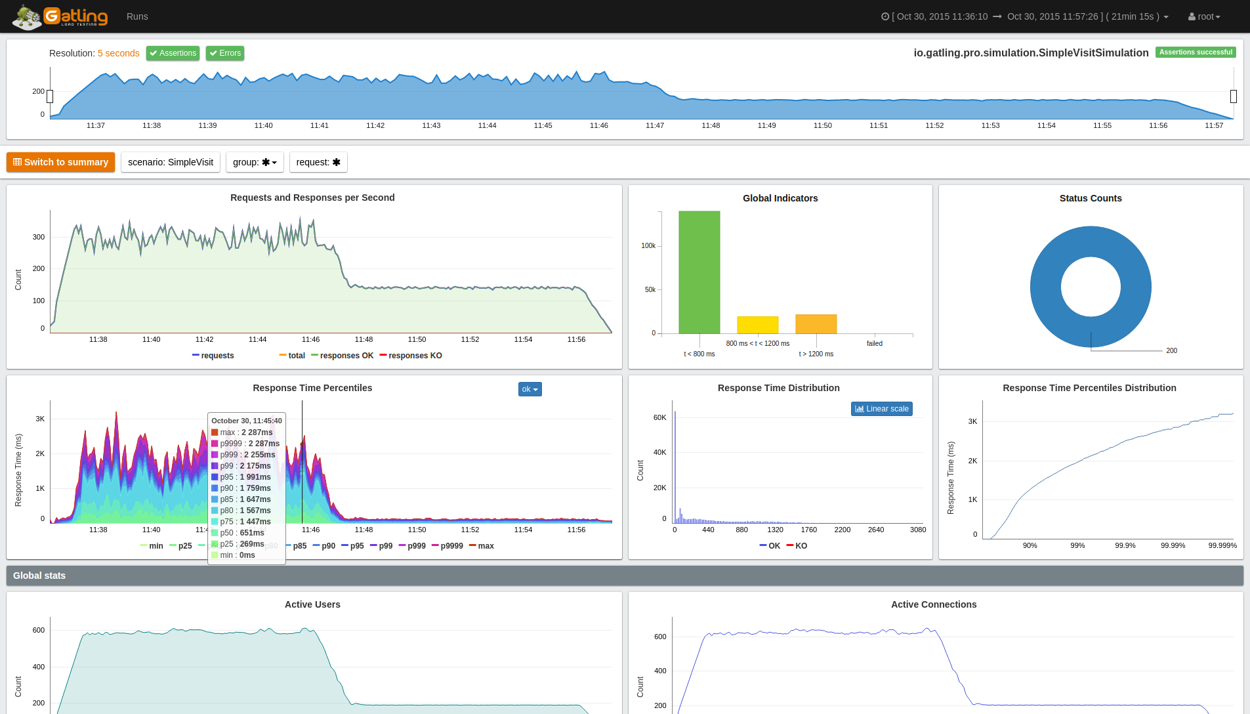 Gatling
LOAD TESTING
Runs
[ Oct 30, 2015 11:36:10 → Oct 30, 2015 11:57:26 ] ( 21min 15s )
root
Resolution: 5 seconds
Assertions
Errors
io.gatling.pro.simulation.SimpleVisitSimulation
Assertions successful
200
0
11:37 11:38 11:39 11:40 11:41 11:42 11:43 11:44 11:45 11:46 11:47 11:48 11:49 11:50 11:51 11:52 11:53 11:54 11:55 11:56 11:57
Switch to summary
scenario: SimpleVisit
group: ✱
request: ✱
Requests and Responses per Second
Count
300
200
100
0
11:38 11:40 11:42 11:44 11:46 11:48 11:50 11:52 11:54 11:56
requests total responses OK responses KO
Global Indicators
100k
50k
0
t < 800 ms
800 ms < t < 1200 ms
t > 1200 ms
failed
Status Counts
200
Response Time Percentiles
ok
Response Time (ms)
3K
2K
1K
0
11:38 11:40 11:46 11:48 11:50 11:52 11:54 11:56
October 30, 11:45:40
max : 2 287ms
p9999 : 2 287ms
p999 : 2 255ms
p99 : 2 175ms
p95 : 1 991ms
p90 : 1 759ms
p85 : 1 647ms
p80 : 1 567ms
p75 : 1 447ms
p50 : 651ms
p25 : 269ms
min : 0ms
min p25 p85 p90 p95 p99 p999 p9999 max
Response Time Distribution
Linear scale
Count
60K
40K
20K
0
0 440 880 1320 1760 2200 2640 3080
OK KO
Response Time Percentiles Distribution
Response Time (ms)
3K
2K
1K
0
90% 99% 99.9% 99.99% 99.999%
Global stats
Active Users
Count
600
400
200
Active Connections
Count
600
400
200